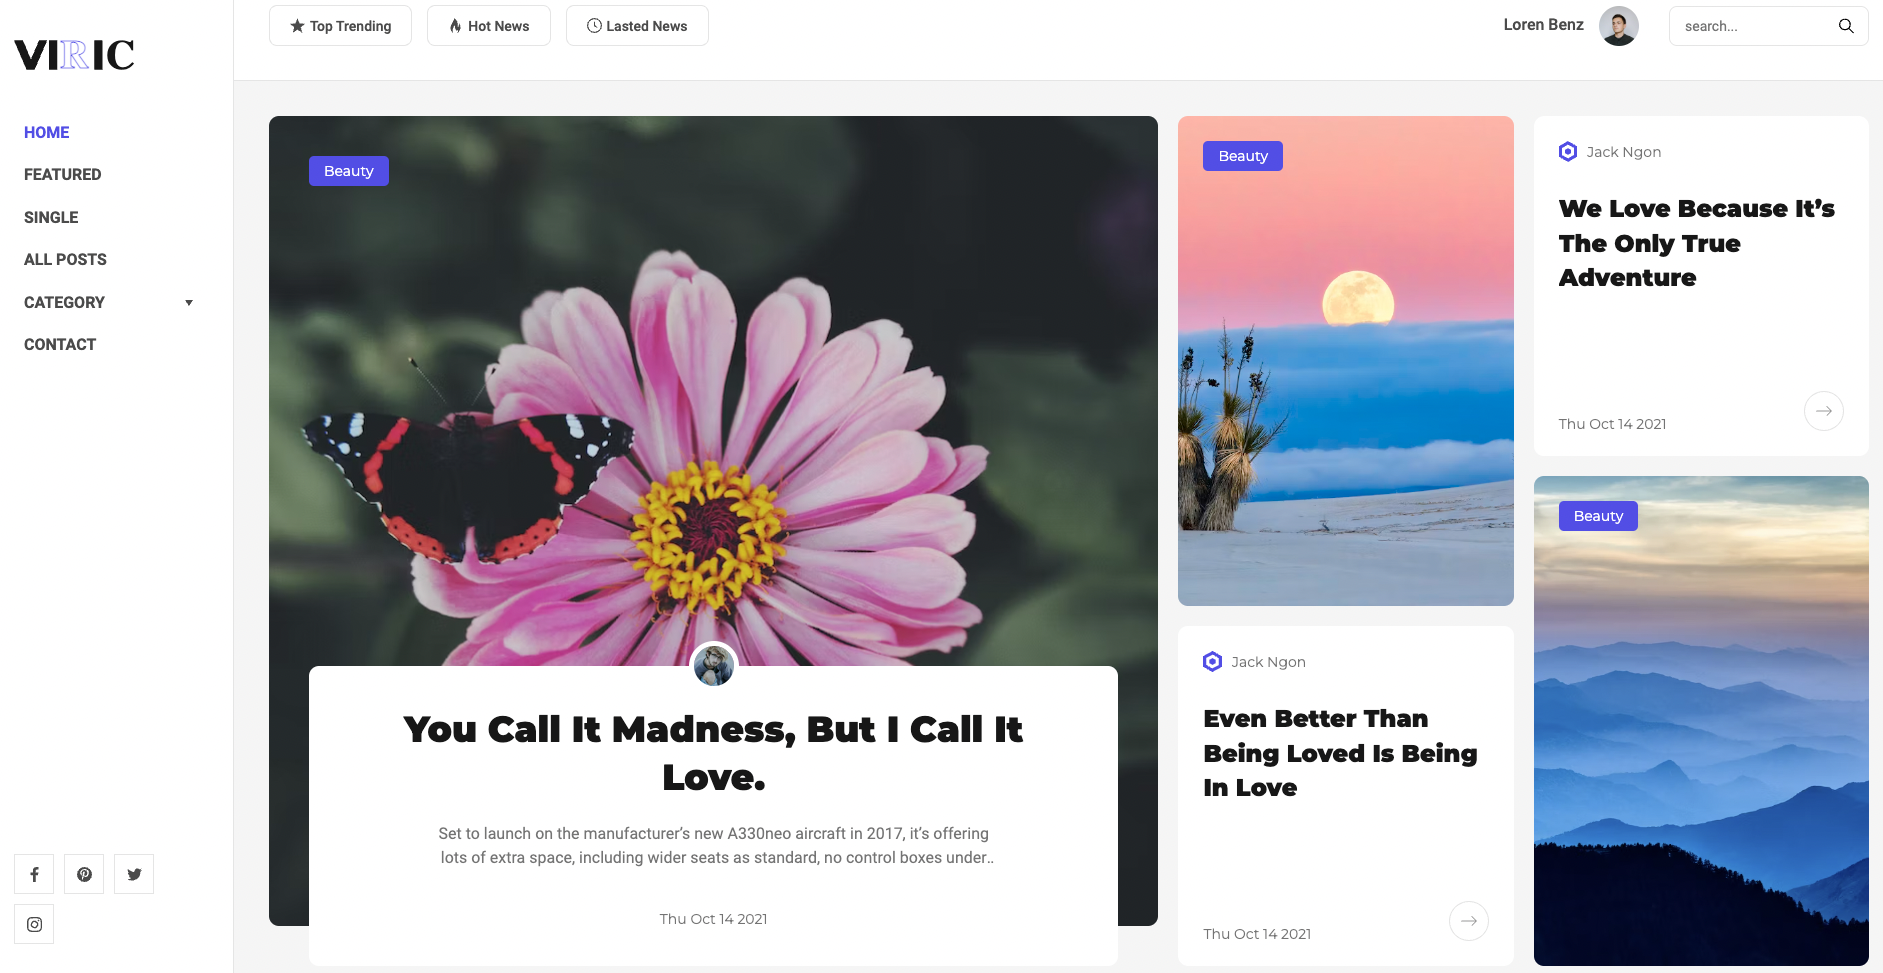 VIRIC
HOME
FEATURED
SINGLE
ALL POSTS
CATEGORY
CONTACT
Top Trending
Hot News
Lasted News
Loren Benz
search...
Beauty
You Call It Madness, But I Call It
Love.
Set to launch on the manufacturer’s new A330neo aircraft in 2017, it’s offering
lots of extra space, including wider seats as standard, no control boxes under..
Thu Oct 14 2021
Beauty
Jack Ngon
Even Better Than
Being Loved Is Being
In Love
Thu Oct 14 2021
Jack Ngon
We Love Because It’s
The Only True
Adventure
Thu Oct 14 2021
Beauty